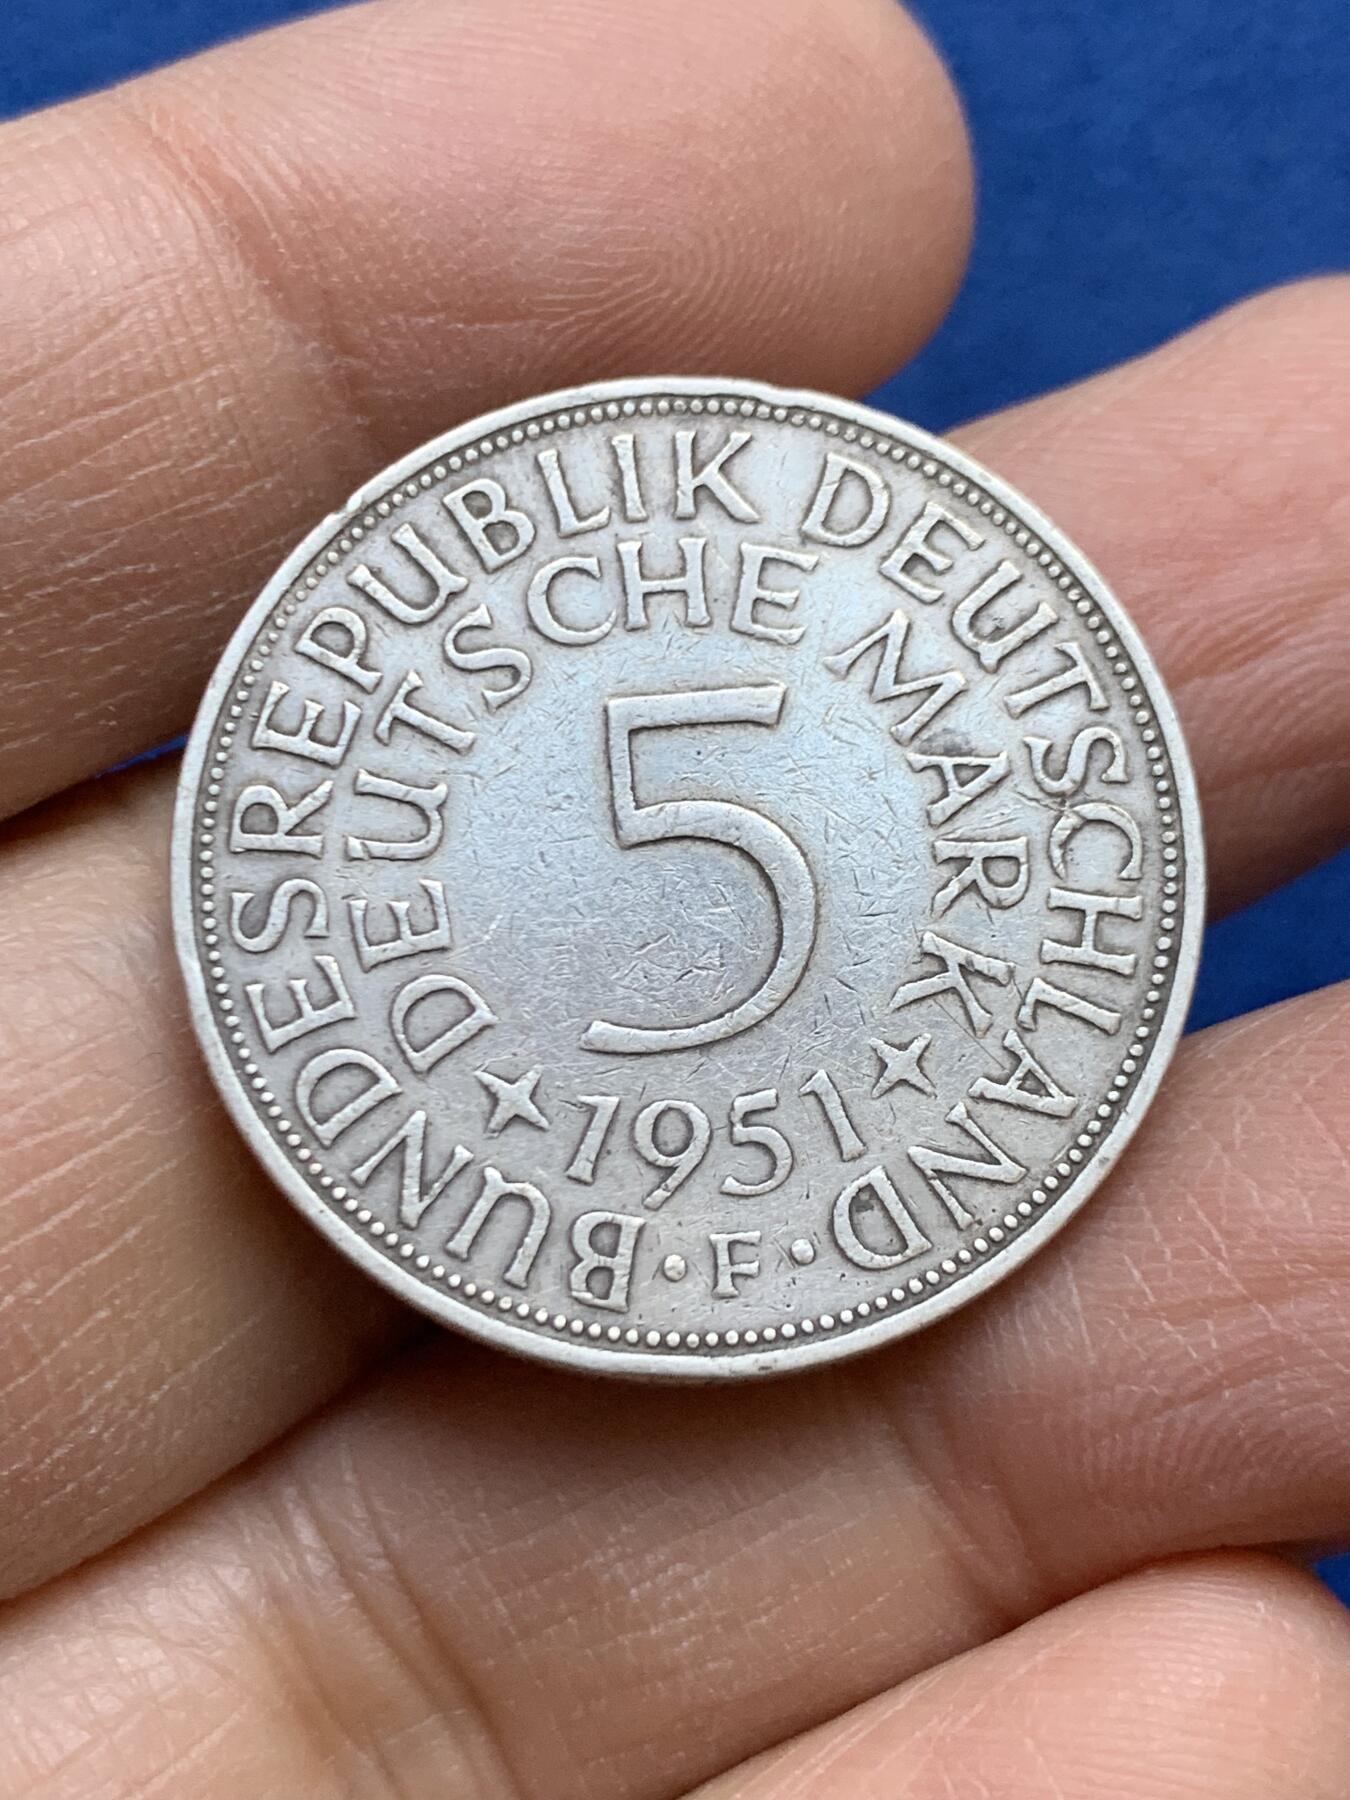 BUNDESREPUBLIK DEUTSCHLAND
DEUTSCHE MARK
5
1951
· F ·